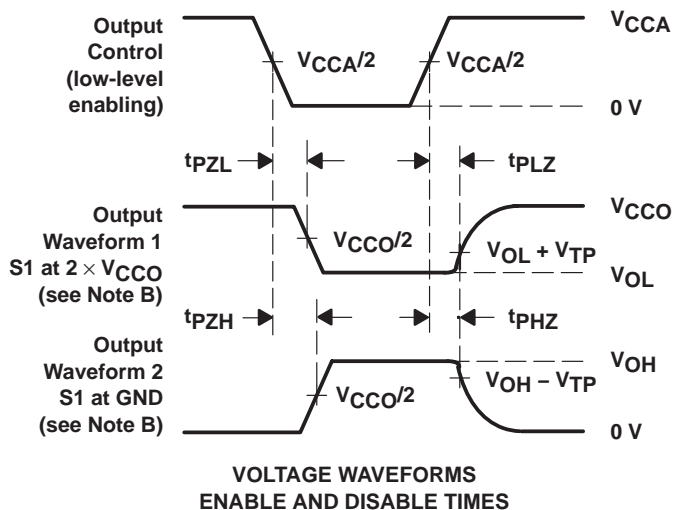 Output
Control
(low-level
enabling)
VCCA/2
VCCA/2
VCCA
0 V
tPZL
tPLZ
Output
Waveform 1
S1 at 2 × VCCO
(see Note B)
VCCO/2
VCCO
VOL + VTP
VOL
tPZH
tPHZ
Output
Waveform 2
S1 at GND
(see Note B)
VCCO/2
VOH
VOH − VTP
0 V
VOLTAGE WAVEFORMS
ENABLE AND DISABLE TIMES